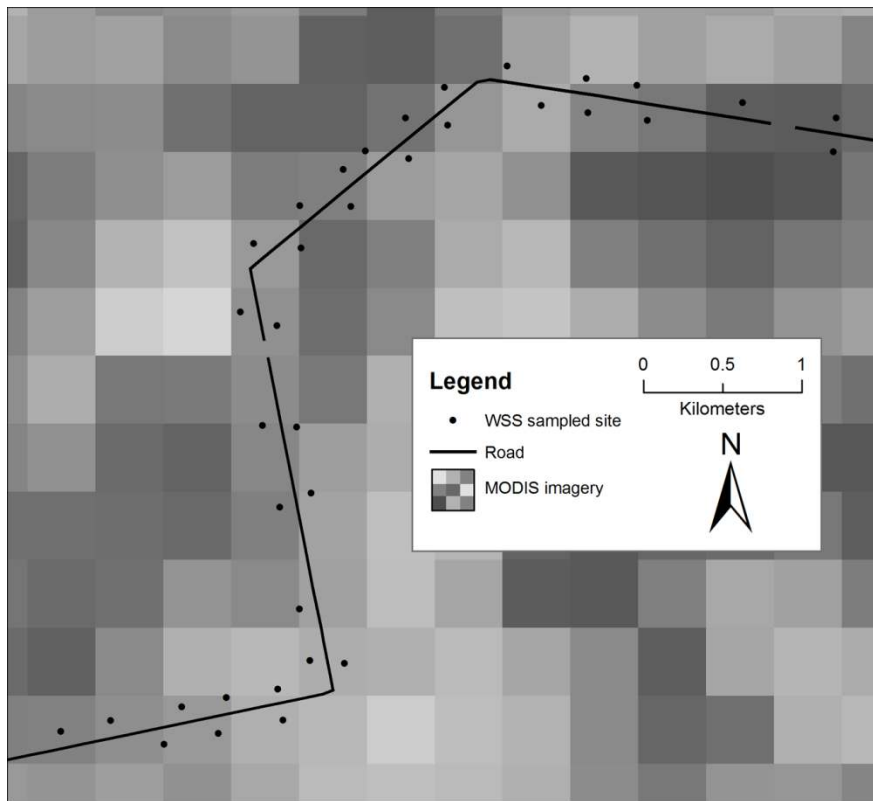 Legend
0 0.5 1
Kilometers
WSS sampled site
Road
MODIS imagery
N